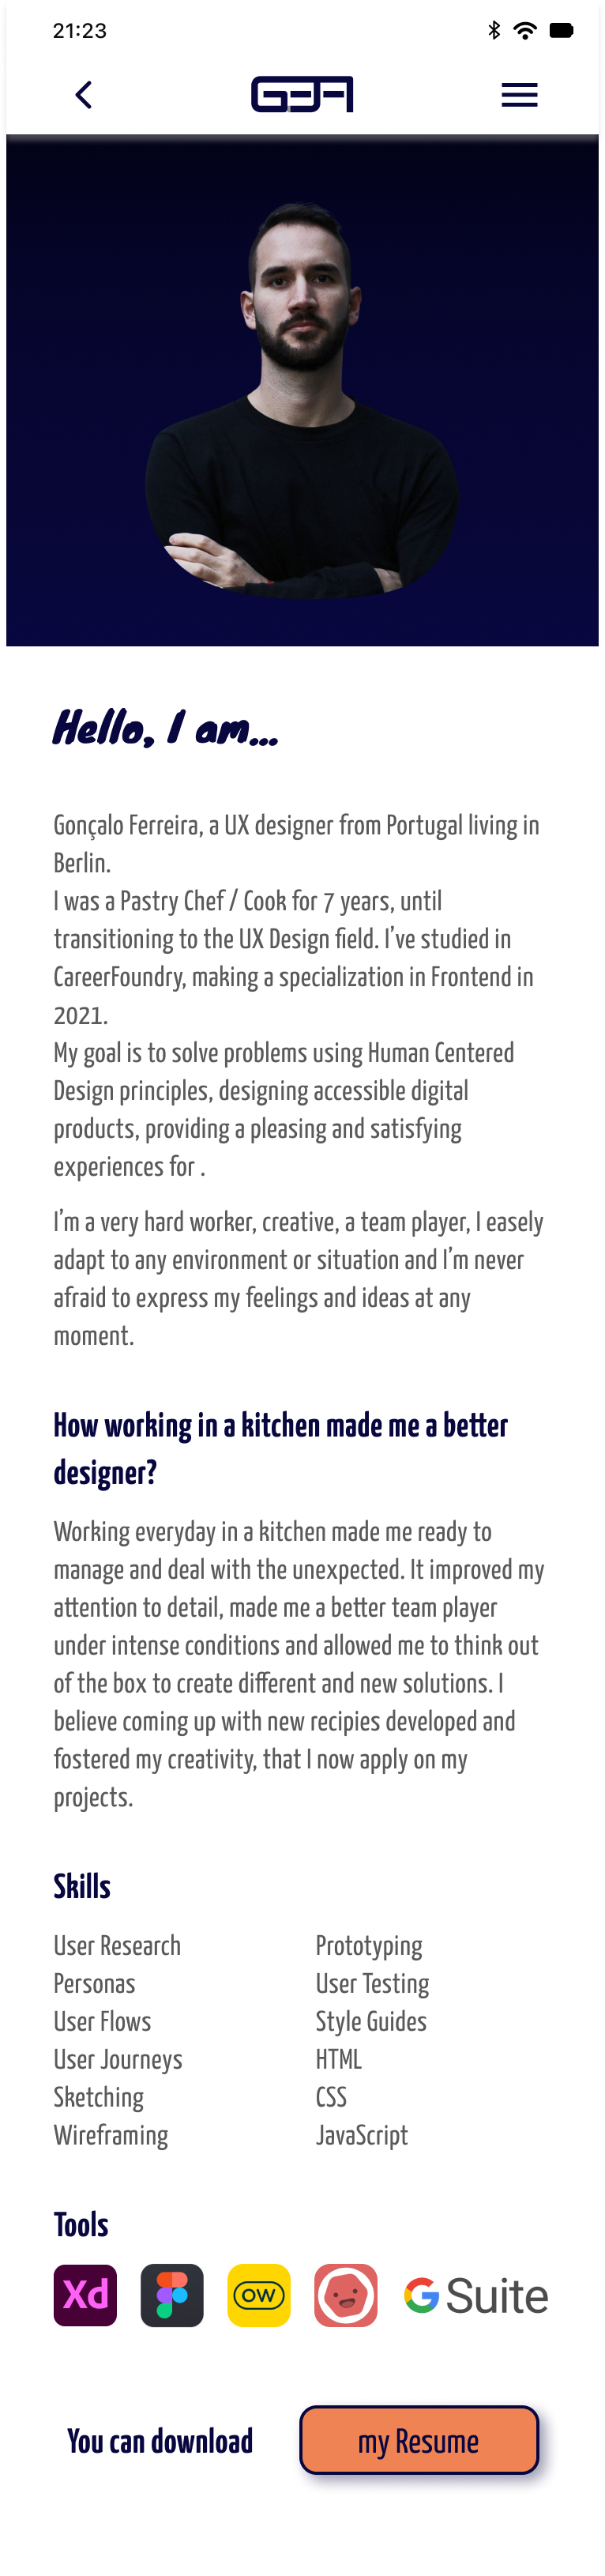 21:23
Hello, I am...
Gonçalo Ferreira, a UX designer from Portugal living in
Berlin.
I was a Pastry Chef / Cook for 7 years, until
transitioning to the UX Design field. I’ve studied in
CareerFoundry, making a specialization in Frontend in
2021.
My goal is to solve problems using Human Centered
Design principles, designing accessible digital
products, providing a pleasing and satisfying
experiences for .
I’m a very hard worker, creative, a team player, I easely
adapt to any environment or situation and I’m never
afraid to express my feelings and ideas at any
moment.
How working in a kitchen made me a better
designer?
Working everyday in a kitchen made me ready to
manage and deal with the unexpected. It improved my
attention to detail, made me a better team player
under intense conditions and allowed me to think out
of the box to create different and new solutions. I
believe coming up with new recipies developed and
fostered my creativity, that I now apply on my
projects.
Skills
User Research
Personas
User Flows
User Journeys
Sketching
Wireframing
Prototyping
User Testing
Style Guides
HTML
CSS
JavaScript
Tools
Xd OW G Suite
You can download my Resume